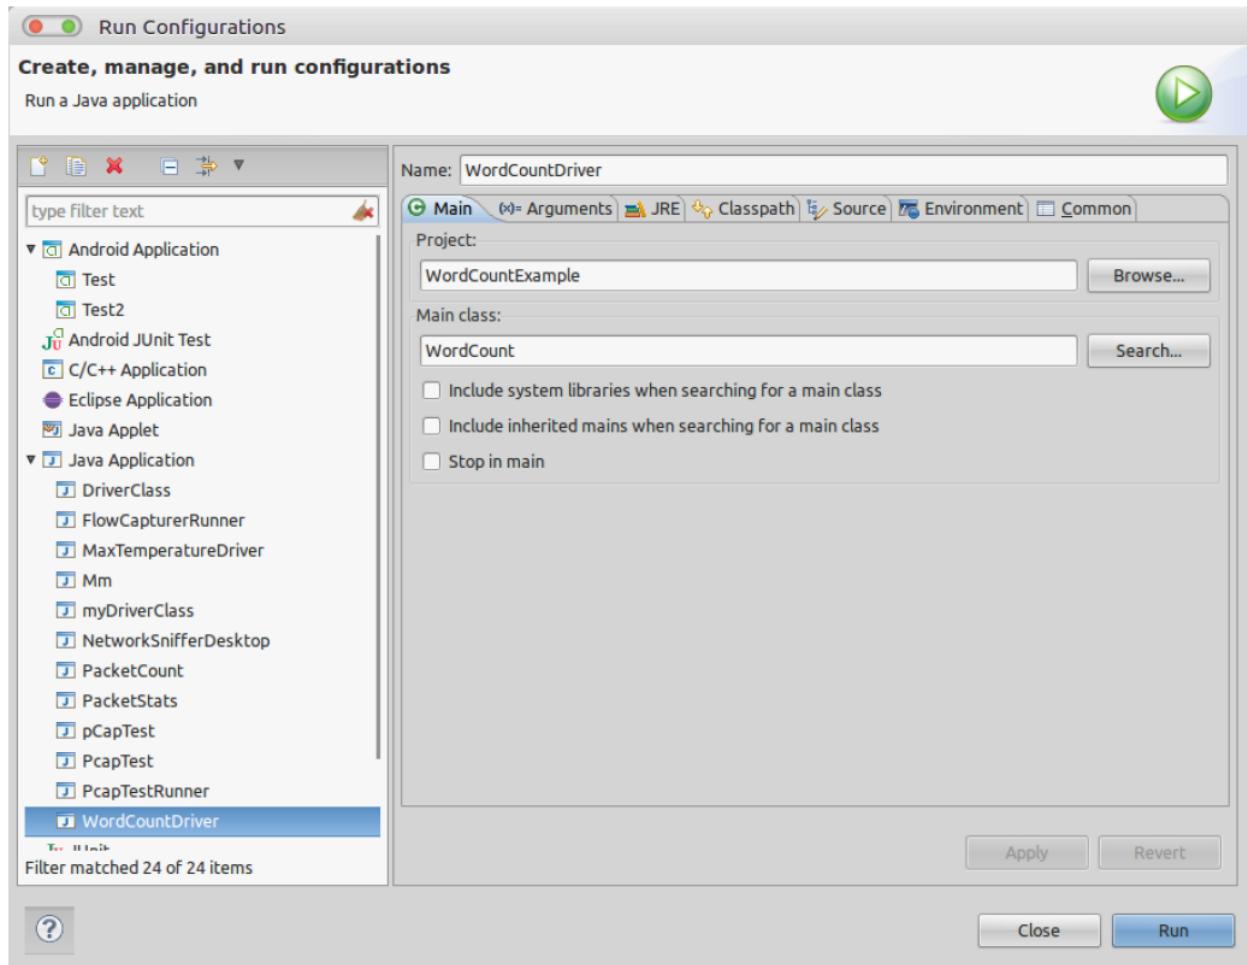 Run Configurations
Create, manage, and run configurations
Run a Java application
type filter text
Android Application
Test
Test2
Android JUnit Test
C/C++ Application
Eclipse Application
Java Applet
Java Application
DriverClass
FlowCapturerRunner
MaxTemperatureDriver
Mm
myDriverClass
NetworkSnifferDesktop
PacketCount
PacketStats
pCapTest
PcapTest
PcapTestRunner
WordCountDriver
JUnit
Filter matched 24 of 24 items
Name: WordCountDriver
Main (x)= Arguments JRE Classpath Source Environment Common
Project:
WordCountExample Browse...
Main class:
WordCount Search...
Include system libraries when searching for a main class
Include inherited mains when searching for a main class
Stop in main
Apply Revert
Close Run